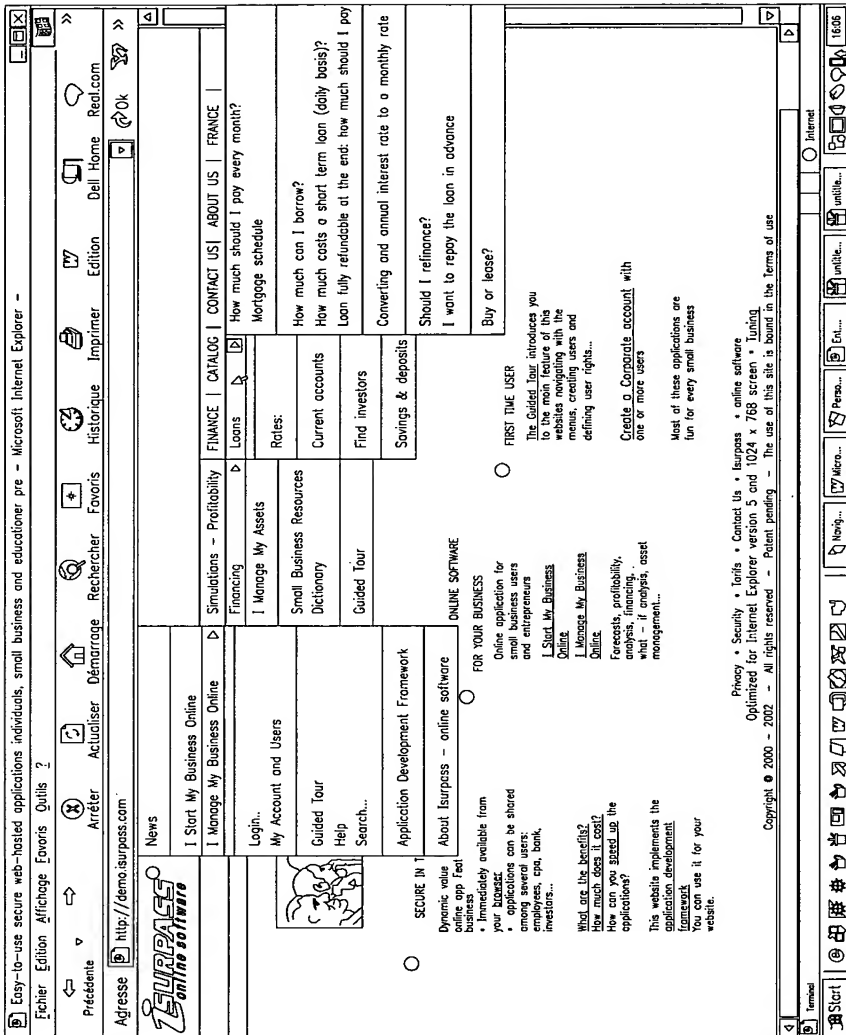 Easy-to-use secure web-hosted applications individuals, small business and educationer pre - Microsoft Internet Explorer -
Fichier Edition Affichage Favoris Outils ?
Précédente Arrêter Actualiser Démarrage Rechercher Favoris Historique Imprimer Edition Dell Home Real.com
Adresse http://demo.isurpass.com Ok
isurpass
online software
News
I Start My Business Online
I Manage My Business Online
Login..
My Account and Users
Guided Tour
Help
Search...
Application Development Framework
About Isurpass - online software
Simulations - Profitability
Financing
I Manage My Assets
Small Business Resources
Dictionary
Guided Tour
FINANCE | CATALOG | CONTACT US| ABOUT US | FRANCE |
Loans
Rates:
Current accounts
Find investors
Savings & deposits
How much should I pay every month?
Mortgage schedule
How much can I borrow?
How much costs a short term loan (daily basis)?
Loan fully refundable at the end: how much should I pay
Converting and annual interest rate to a monthly rate
Should I refinance?
I want to repay the loan in advance
Buy or lease?
SECURE IN T
Dynamic value
online app Feat
business
• Immediately available from
your browser
• applications can be shared
among several users:
employees, cpa, bank,
investors...
What are the benefits?
How much does it cost?
How can you speed up the
applications?
This website implements the
application development
framework
You can use it for your
website.
ONLINE SOFTWARE
FOR YOUR BUSINESS
Online application for
small business users
and entrepreneurs
I Start My Business
Online
I Manage My Business
Online
Forecasts, profitability,
analysis, financing,
what - if analysis, asset
management...
FIRST TIME USER
The Guided Tour introduces you
to the main feature of this
websites navigating with the
menus, creating users and
defining user rights...
Create a Corporate account with
one or more users
Most of these applications are
fun for every small business
Privacy • Security • Tarifs • Contact Us • Isurpass • online software
Optimized for Internet Explorer version 5 and 1024 x 768 screen • Tuning
Copyright © 2000 - 2002 - All rights reserved - Patent pending - The use of this site is bound in the Terms of use
Terminal Internet
Start Navig... Micro... Perso... Ent... untitle... untitle... 16:06